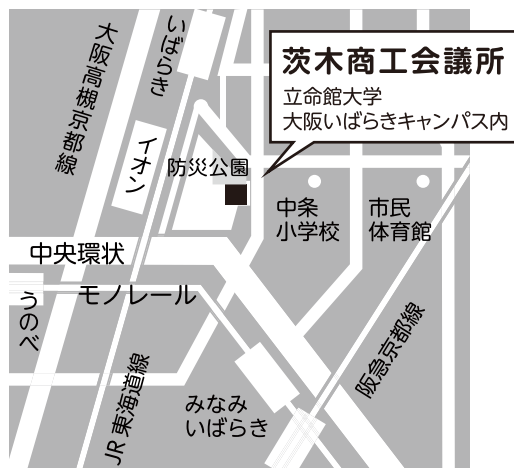 いばらき
大阪高槻京都線
茨木商工会議所
立命館大学
大阪いばらきキャンパス内
イオン
防災公園
中条
小学校
市民
体育館
中央環状
モノレール
うのべ
阪急京都線
JR 東海道線
みなみ
いばらき